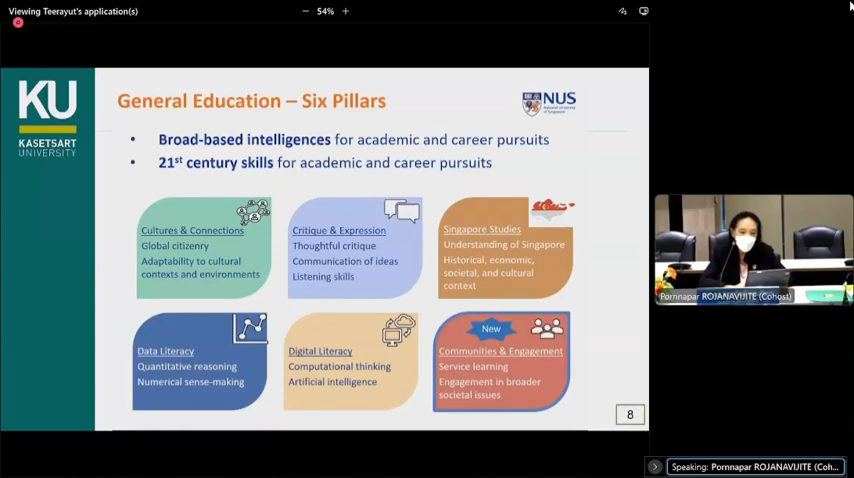 Viewing Teerayut's application(s)
54%
KU
KASETSART
UNIVERSITY
General Education – Six Pillars
NUS
National University
of Singapore
• Broad-based intelligences for academic and career pursuits
• 21st century skills for academic and career pursuits
Cultures & Connections
Global citizenry
Adaptability to cultural
contexts and environments
Critique & Expression
Thoughtful critique
Communication of ideas
Listening skills
Singapore Studies
Understanding of Singapore
Historical, economic,
societal, and cultural
context
Data Literacy
Quantitative reasoning
Numerical sense-making
Digital Literacy
Computational thinking
Artificial intelligence
New
Communities & Engagement
Service learning
Engagement in broader
societal issues
8
Pornnapar ROJANAVIJITE (Cohost)
Speaking: Pornnapar ROJANAVIJITE (Coh...